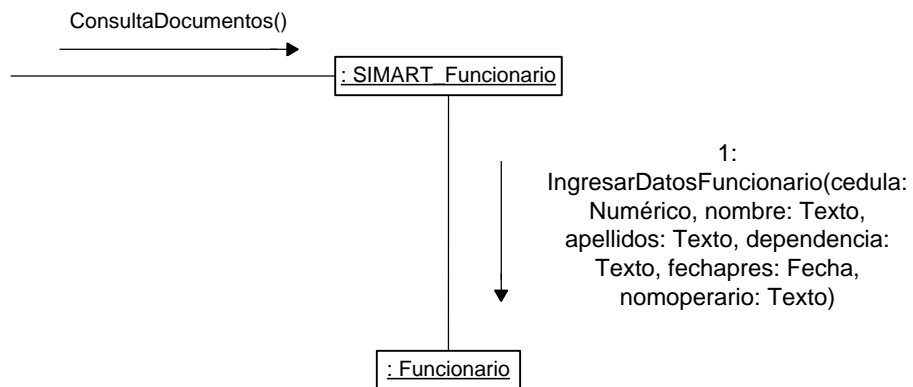 ConsultaDocumentos()
: SIMART_Funcionario
1:
IngresarDatosFuncionario(cedula:
Numérico, nombre: Texto,
apellidos: Texto, dependencia:
Texto, fechapres: Fecha,
nomoperario: Texto)
: Funcionario